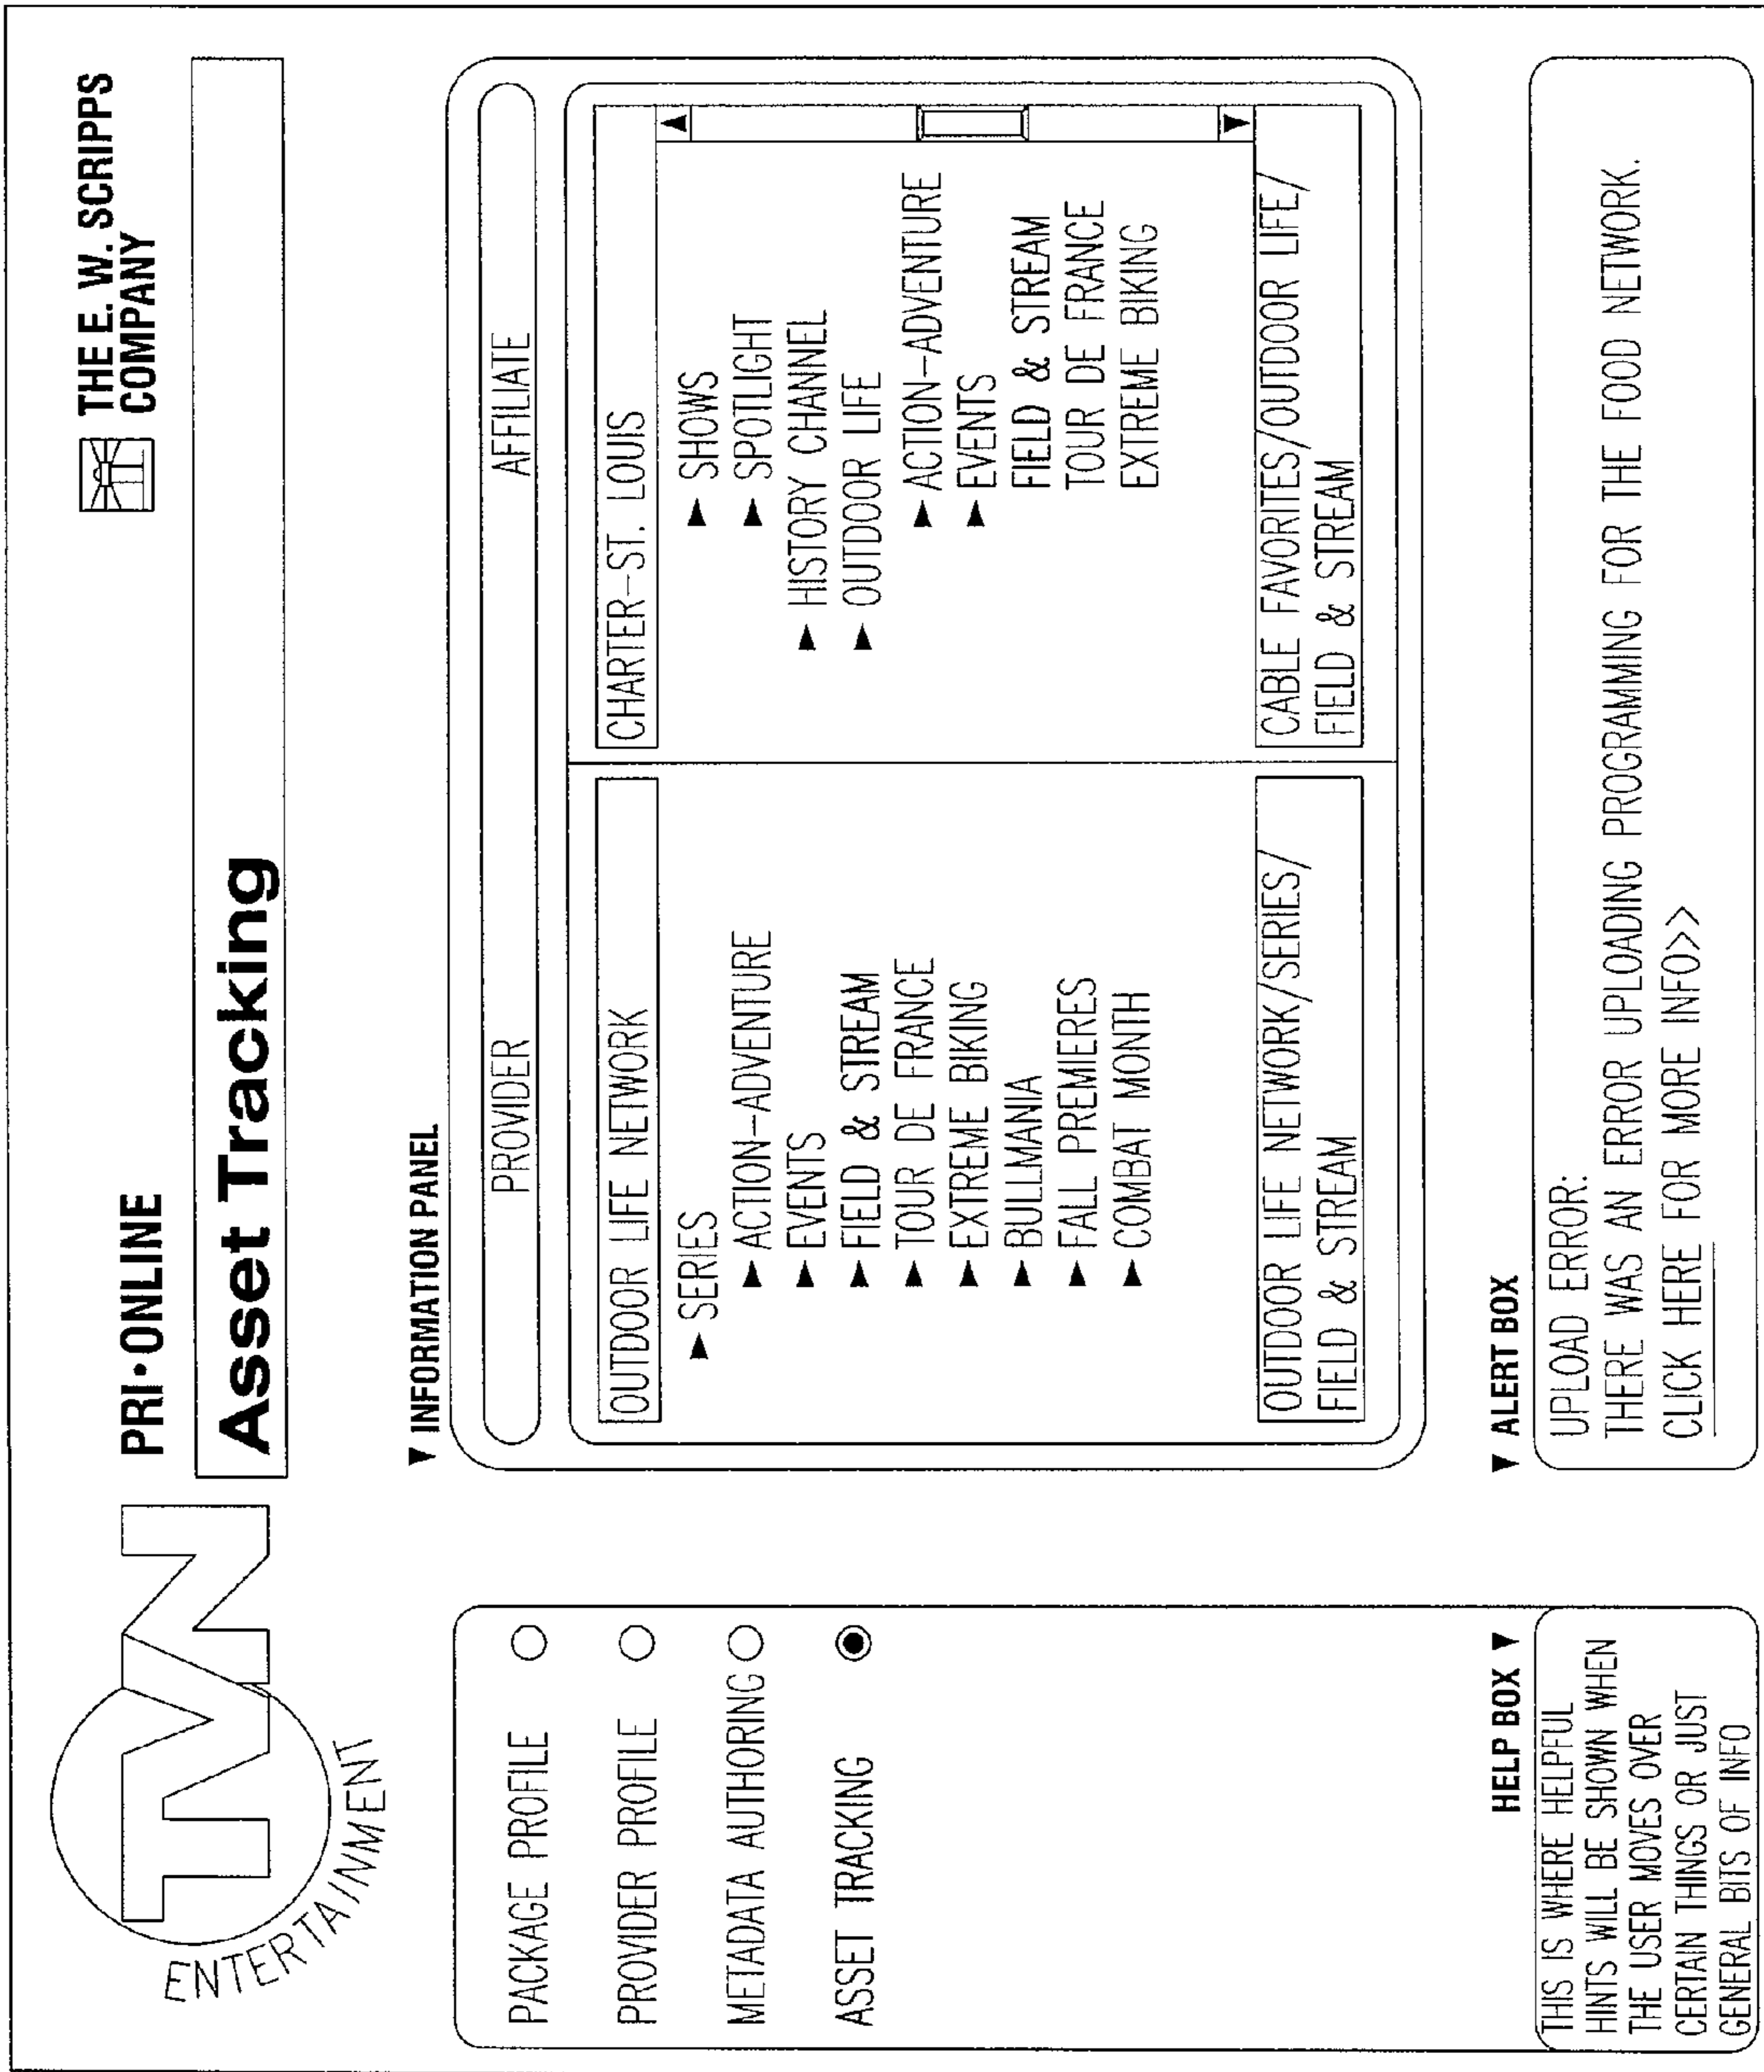 TVN
ENTERTAINMENT
PRI•ONLINE
THE E. W. SCRIPPS
COMPANY
Asset Tracking
PACKAGE PROFILE
PROVIDER PROFILE
METADATA AUTHORING
ASSET TRACKING
▼ INFORMATION PANEL
PROVIDER
AFFILIATE
OUTDOOR LIFE NETWORK
► SERIES
► ACTION–ADVENTURE
► EVENTS
► FIELD & STREAM
► TOUR DE FRANCE
► EXTREME BIKING
► BULLMANIA
► FALL PREMIERES
► COMBAT MONTH
OUTDOOR LIFE NETWORK/SERIES/
FIELD & STREAM
CHARTER–ST. LOUIS
► SHOWS
► SPOTLIGHT
► HISTORY CHANNEL
► OUTDOOR LIFE
► ACTION–ADVENTURE
► EVENTS
FIELD & STREAM
TOUR DE FRANCE
EXTREME BIKING
CABLE FAVORITES/OUTDOOR LIFE/
FIELD & STREAM
HELP BOX ▼
THIS IS WHERE HELPFUL
HINTS WILL BE SHOWN WHEN
THE USER MOVES OVER
CERTAIN THINGS OR JUST
GENERAL BITS OF INFO
▼ ALERT BOX
UPLOAD ERROR:
THERE WAS AN ERROR UPLOADING PROGRAMMING FOR THE FOOD NETWORK.
CLICK HERE FOR MORE INFO>>